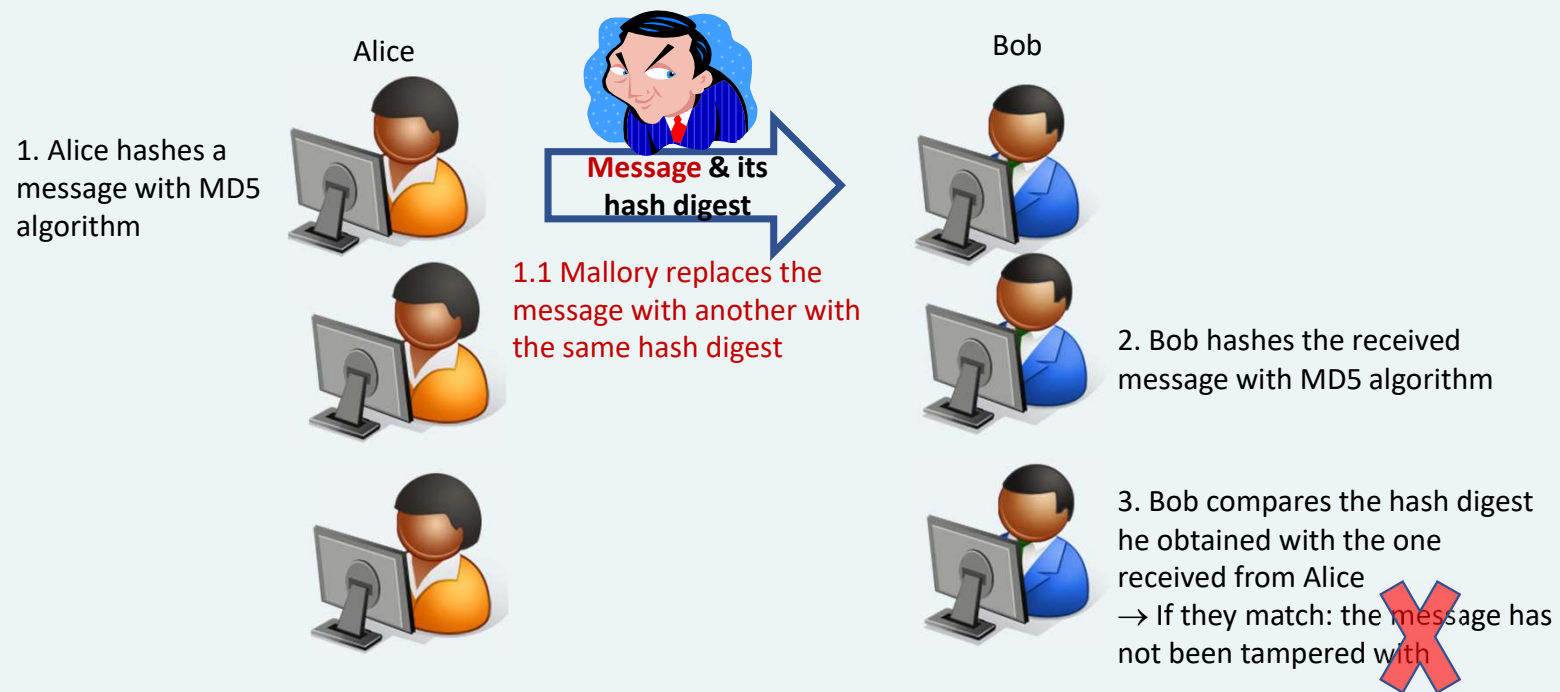 Alice
Bob
1. Alice hashes a
message with MD5
algorithm
Message & its
hash digest
1.1 Mallory replaces the
message with another with
the same hash digest
2. Bob hashes the received
message with MD5 algorithm
3. Bob compares the hash digest
he obtained with the one
received from Alice
→ If they match: the message has
not been tampered with